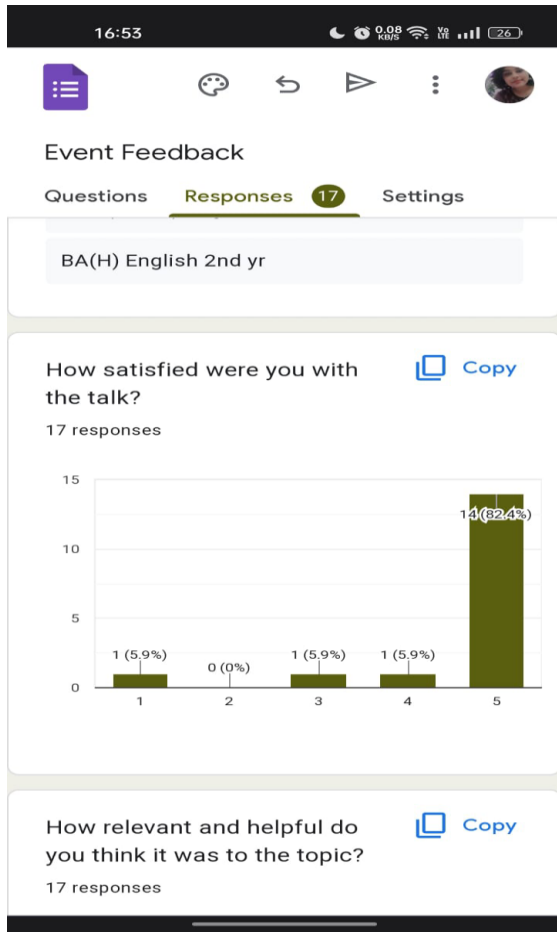 16:53
0.08 KB/S
Vo LTE
26
Event Feedback
Questions Responses 17 Settings
BA(H) English 2nd yr
How satisfied were you with the talk?
Copy
17 responses
15
10
5
0
1 (5.9%)
0 (0%)
1 (5.9%)
1 (5.9%)
14 (82.4%)
1 2 3 4 5
How relevant and helpful do
you think it was to the topic?
Copy
17 responses